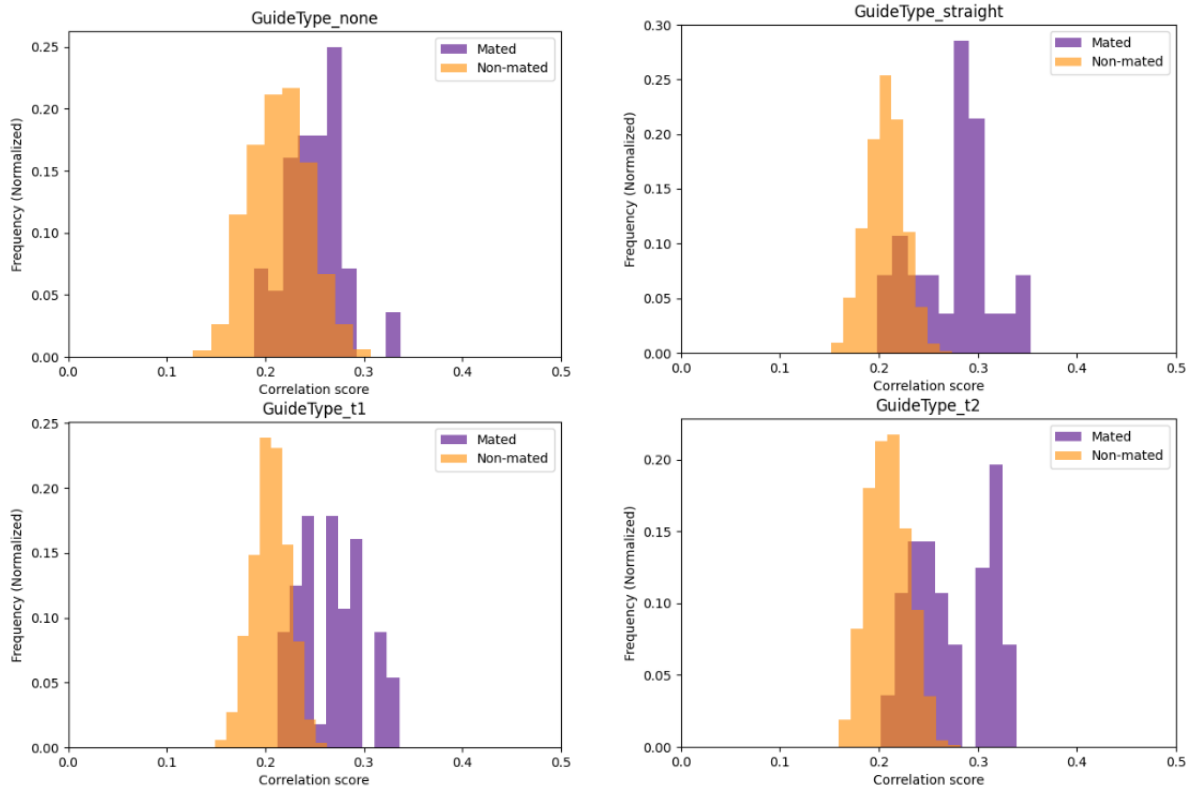 GuideType_none
Frequency (Normalized)
0.25
0.20
0.15
0.10
0.05
0.00
Mated
Non-mated
0.0 0.1 0.2 0.3 0.4 0.5
Correlation score
GuideType_straight
Frequency (Normalized)
0.30
0.25
0.20
0.15
0.10
0.05
0.00
Mated
Non-mated
0.0 0.1 0.2 0.3 0.4 0.5
Correlation score
GuideType_t1
Frequency (Normalized)
0.25
0.20
0.15
0.10
0.05
0.00
Mated
Non-mated
0.0 0.1 0.2 0.3 0.4 0.5
Correlation score
GuideType_t2
Frequency (Normalized)
0.20
0.15
0.10
0.05
0.00
Mated
Non-mated
0.0 0.1 0.2 0.3 0.4 0.5
Correlation score